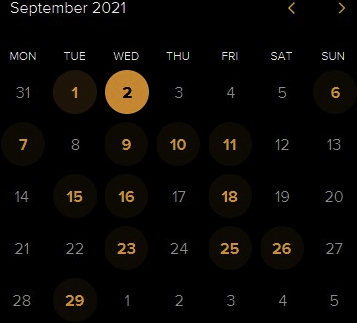 September 2021
MON TUE WED THU FRI SAT SUN
31 1 2 3 4 5 6
7 8 9 10 11 12 13
14 15 16 17 18 19 20
21 22 23 24 25 26 27
28 29 1 2 3 4 5